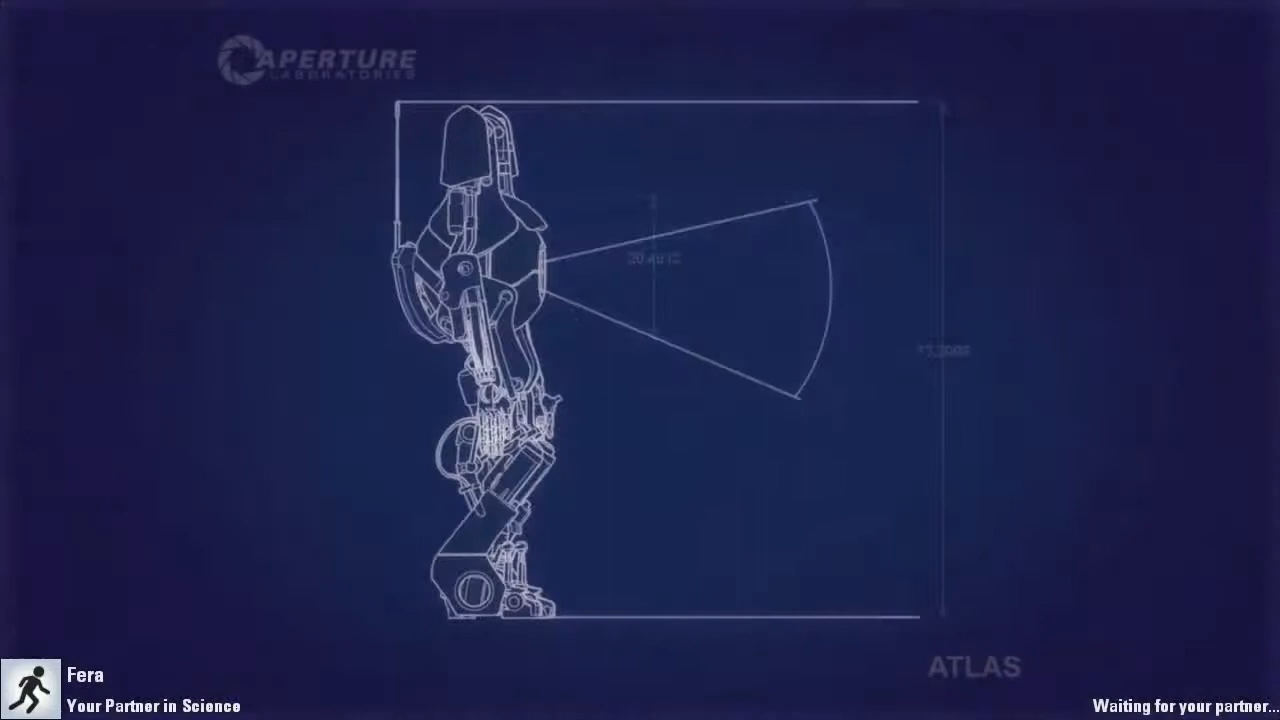 APERTURE
LABORATORIES
ATLAS
Fera
Your Partner in Science
Waiting for your partner...